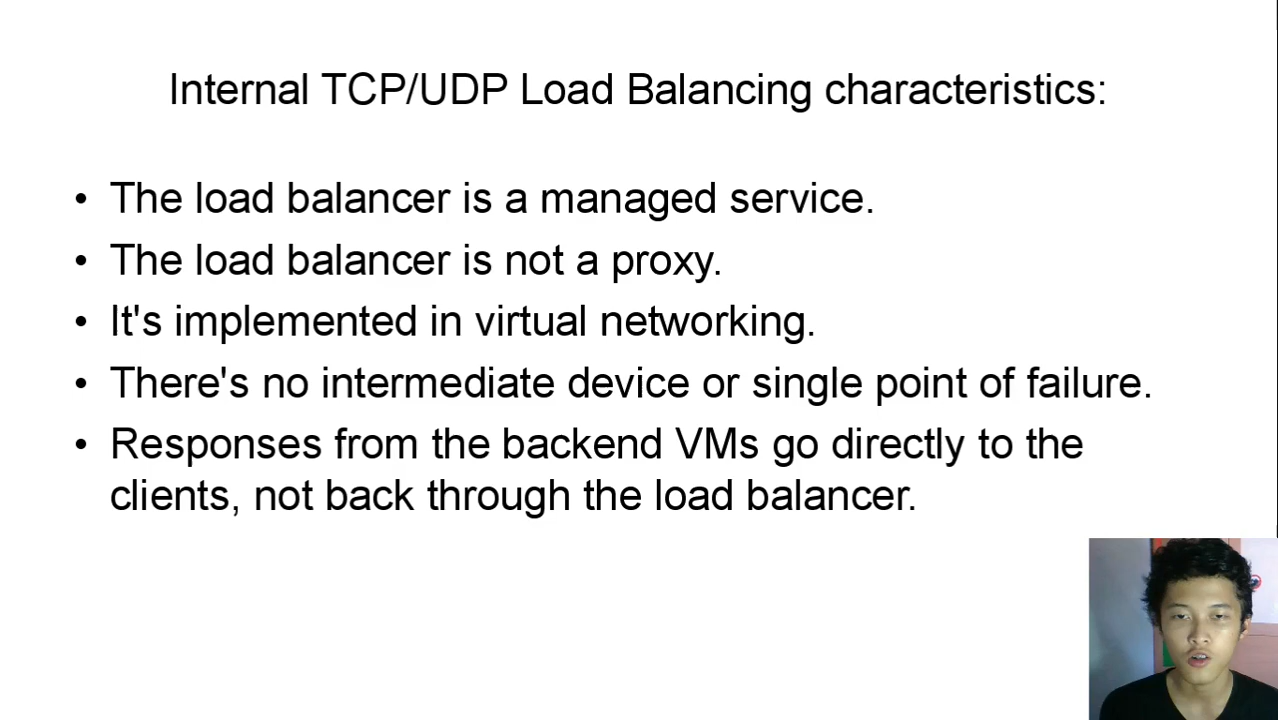 Internal TCP/UDP Load Balancing characteristics:
• The load balancer is a managed service.
• The load balancer is not a proxy.
• It's implemented in virtual networking.
• There's no intermediate device or single point of failure.
• Responses from the backend VMs go directly to the
clients, not back through the load balancer.